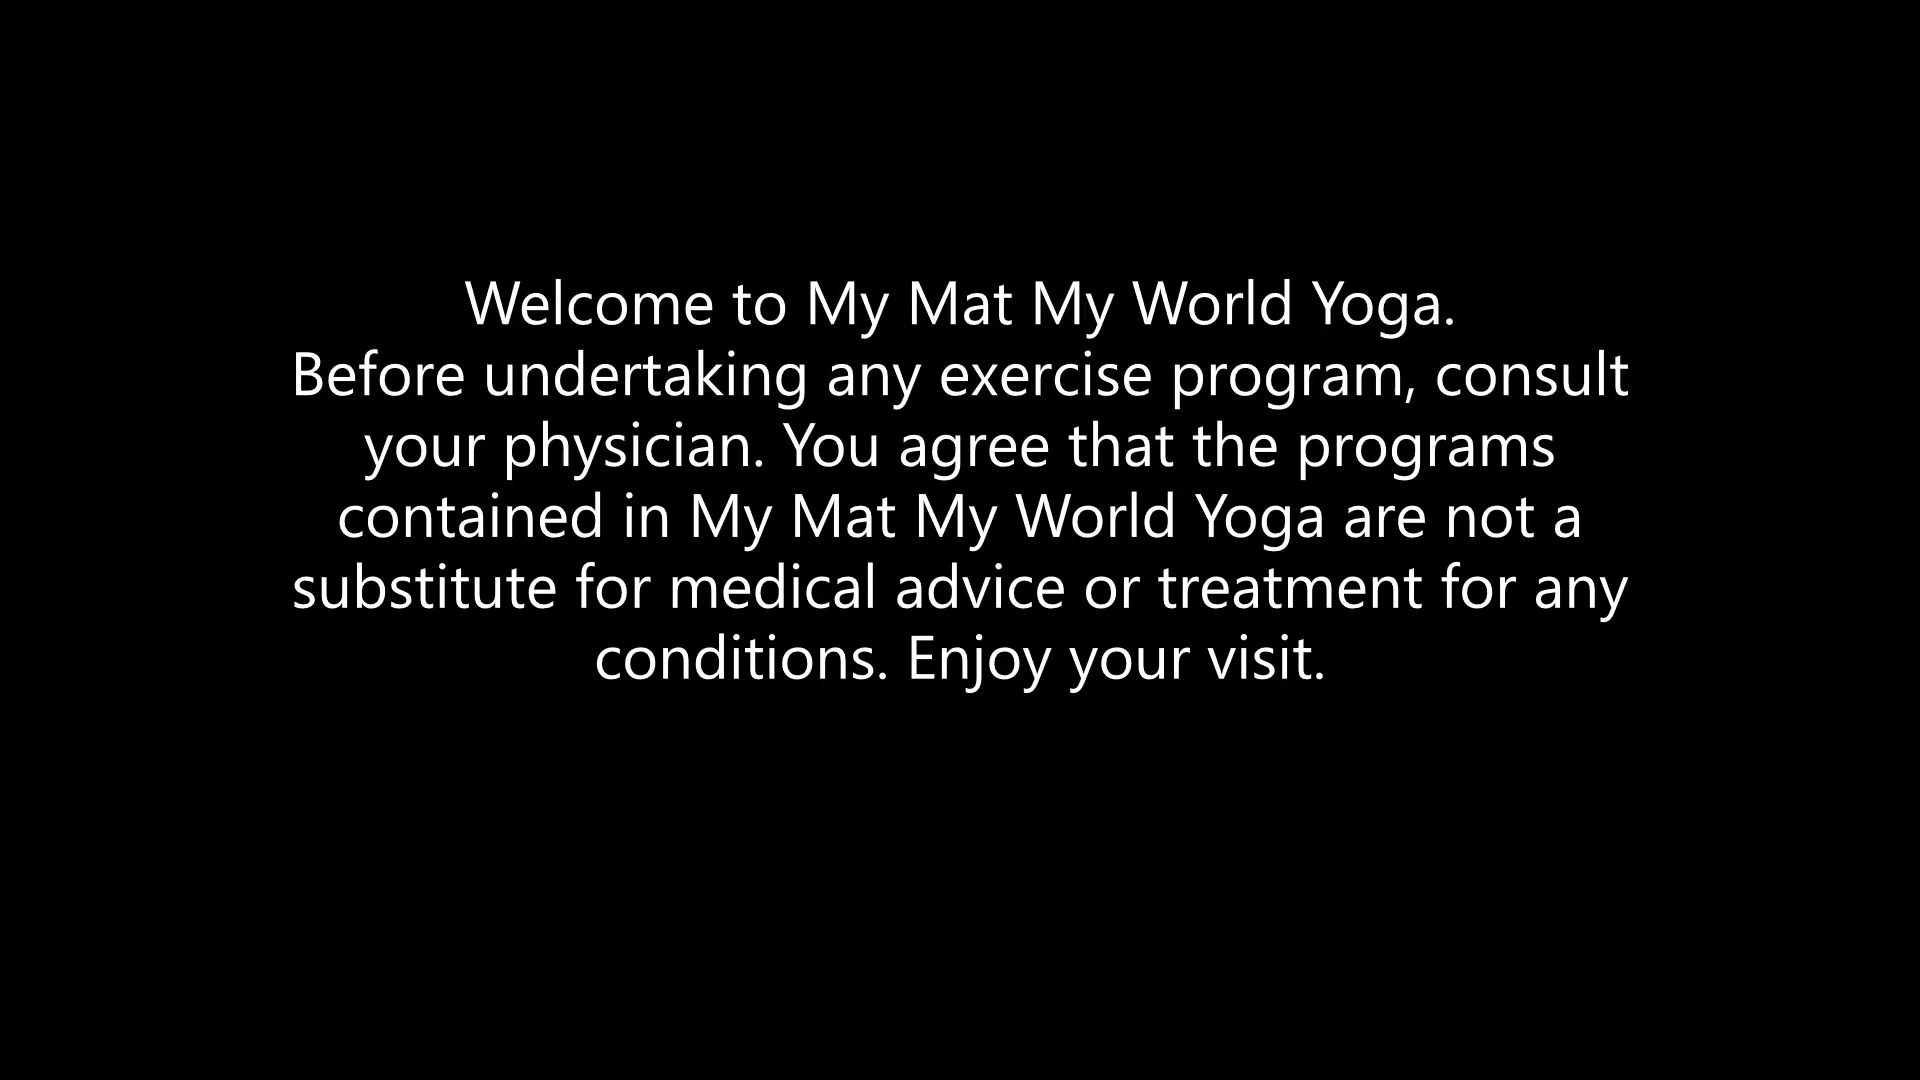 Welcome to My Mat My World Yoga.
Before undertaking any exercise program, consult
your physician. You agree that the programs
contained in My Mat My World Yoga are not a
substitute for medical advice or treatment for any
conditions. Enjoy your visit.